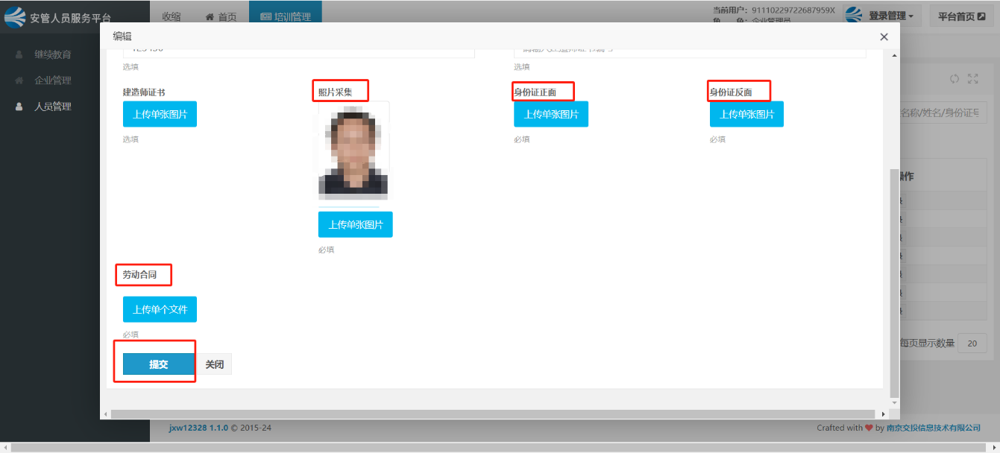 安管人员服务平台
收缩
首页
培训管理
当前用户: 91110229722687959X
企业管理员
登录管理
平台首页
编辑
继续教育
企业管理
人员管理
选填
选填
建造师证书
照片采集
身份证正面
身份证反面
上传单张图片
上传单张图片
上传单张图片
名称/姓名/身份证号
选填
必填
必填
操作
上传单张图片
必填
劳动合同
上传单个文件
必填
每页显示数量 20
提交
关闭
jxw12328 1.1.0 © 2015-24
Crafted with ❤ by 南京交投信息技术有限公司